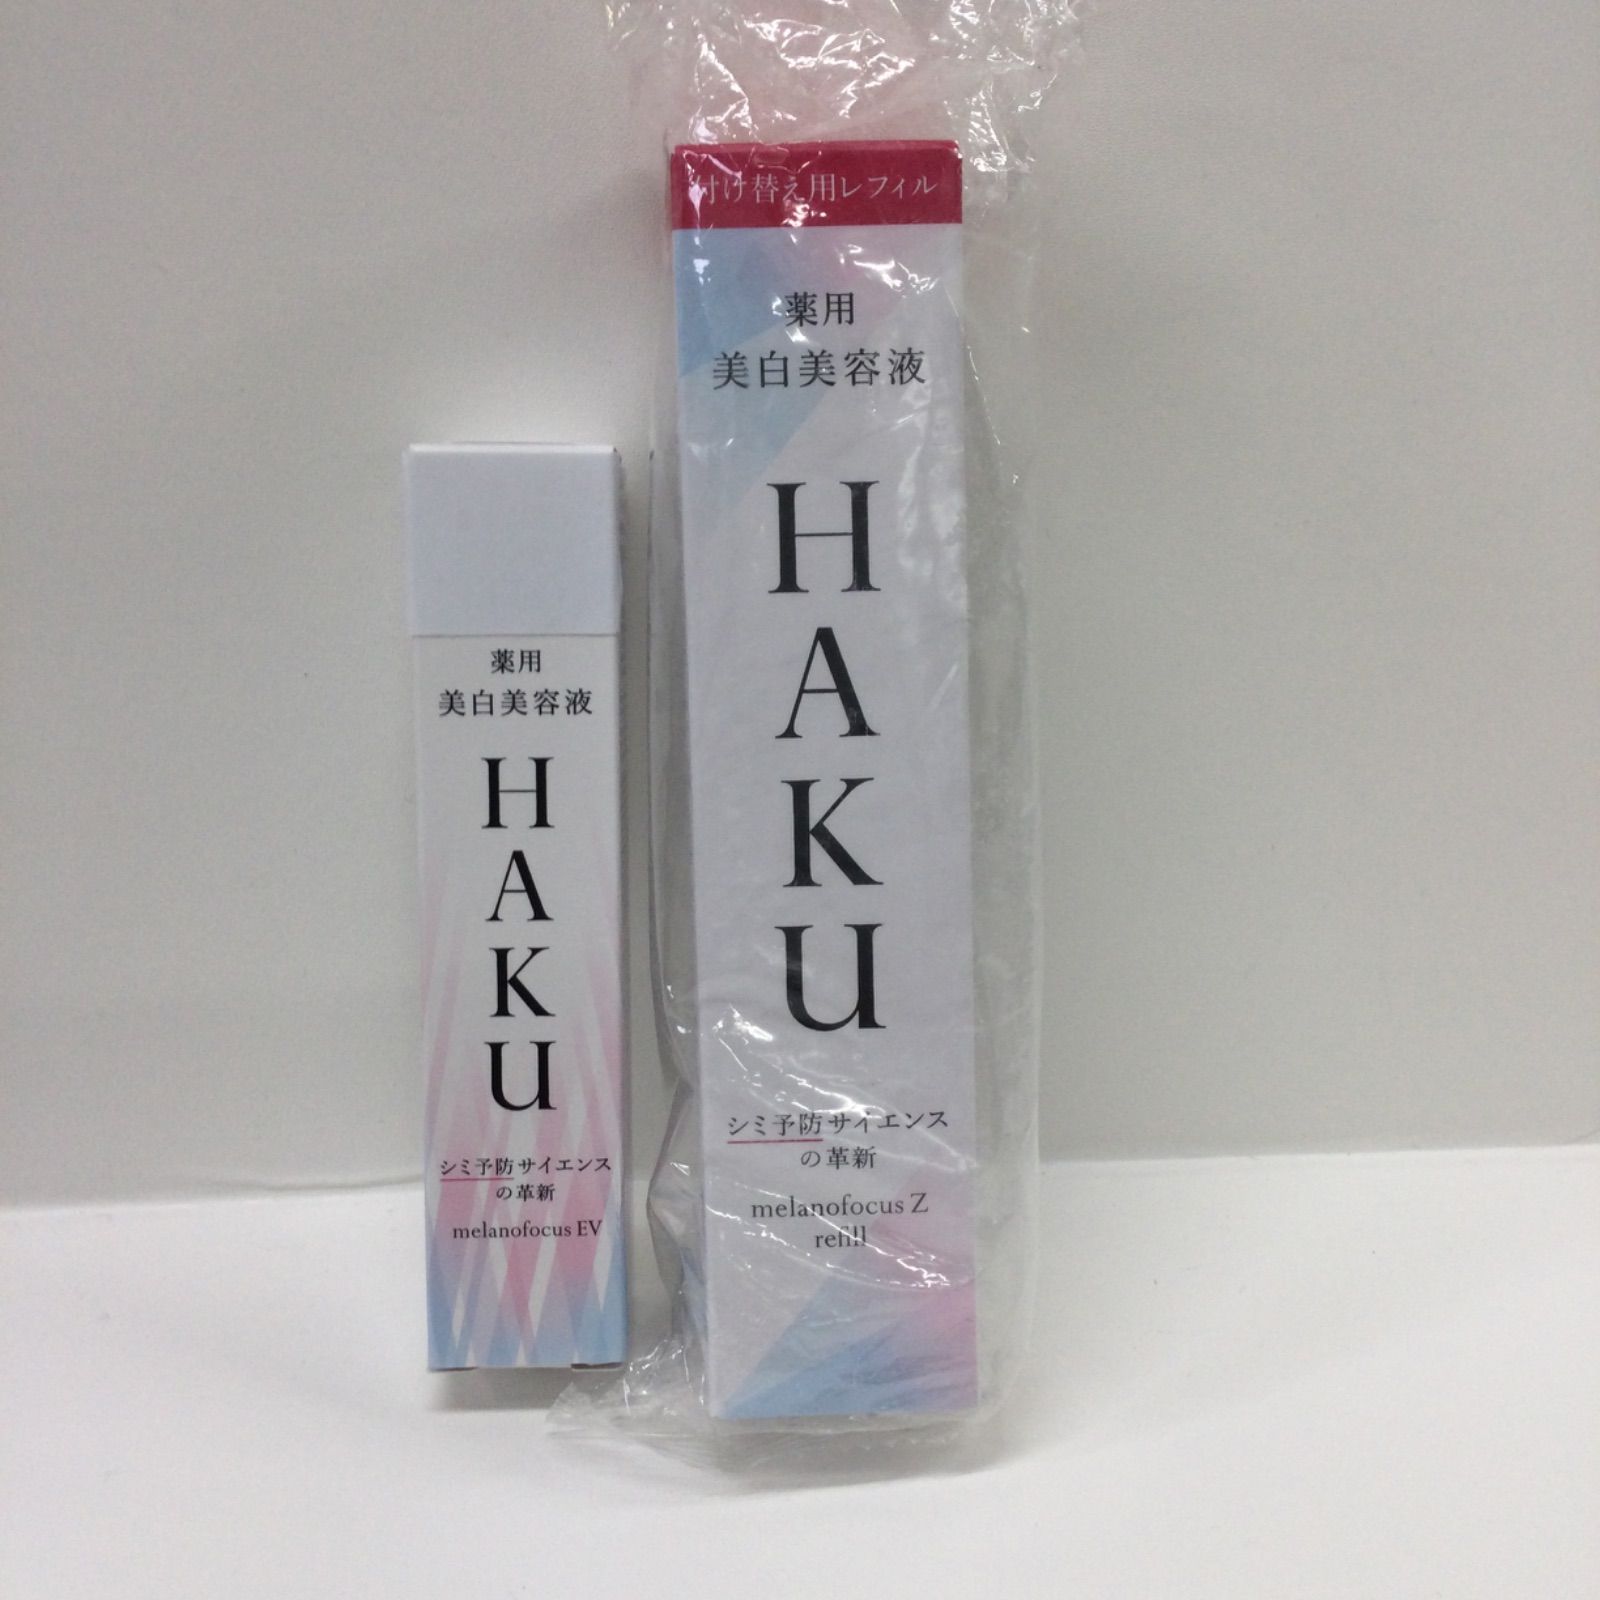 薬用
美白美容液
HAKU
シミ予防サイエンス
の革新
melanofocus EV
付け替え用レフィル
薬用
美白美容液
HAKU
シミ予防サイエンス
の革新
melanofocus Z
refill